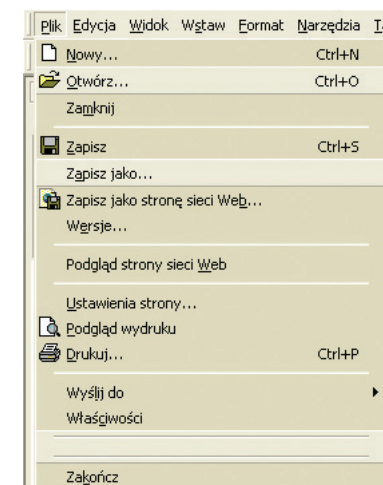 Plik Edycja Widok Wstaw Format Narzędzia
Nowy... Ctrl+N
Otwórz... Ctrl+O
Zamknij
Zapisz Ctrl+S
Zapisz jako...
Zapisz jako stronę sieci Web...
Wersje...
Podgląd strony sieci Web
Ustawienia strony...
Podgląd wydruku
Drukuj... Ctrl+P
Wyślij do
Właściwości
Zakończ